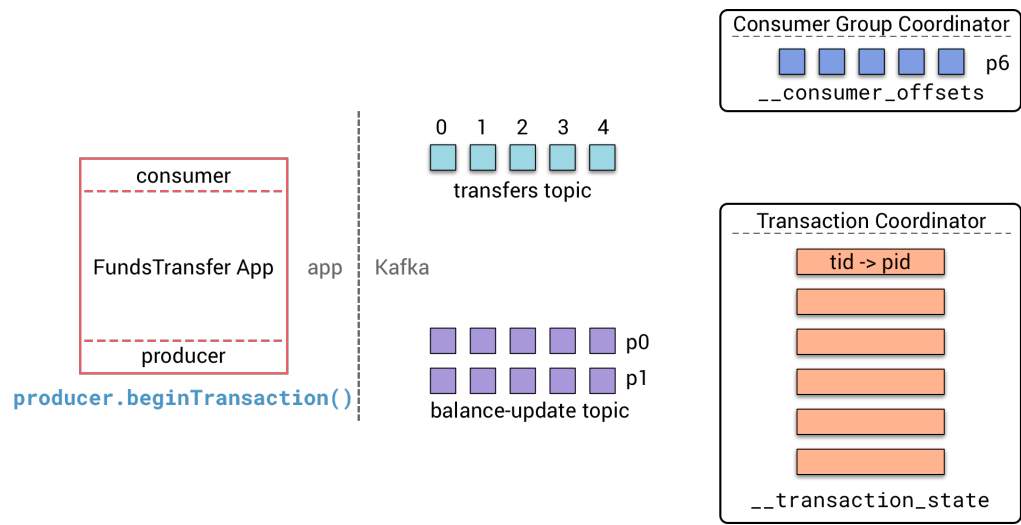 Consumer Group Coordinator
p6
__consumer_offsets
0 1 2 3 4
transfers topic
consumer
FundsTransfer App
producer
producer.beginTransaction()
app
Kafka
p0
p1
balance-update topic
Transaction Coordinator
tid -> pid
__transaction_state